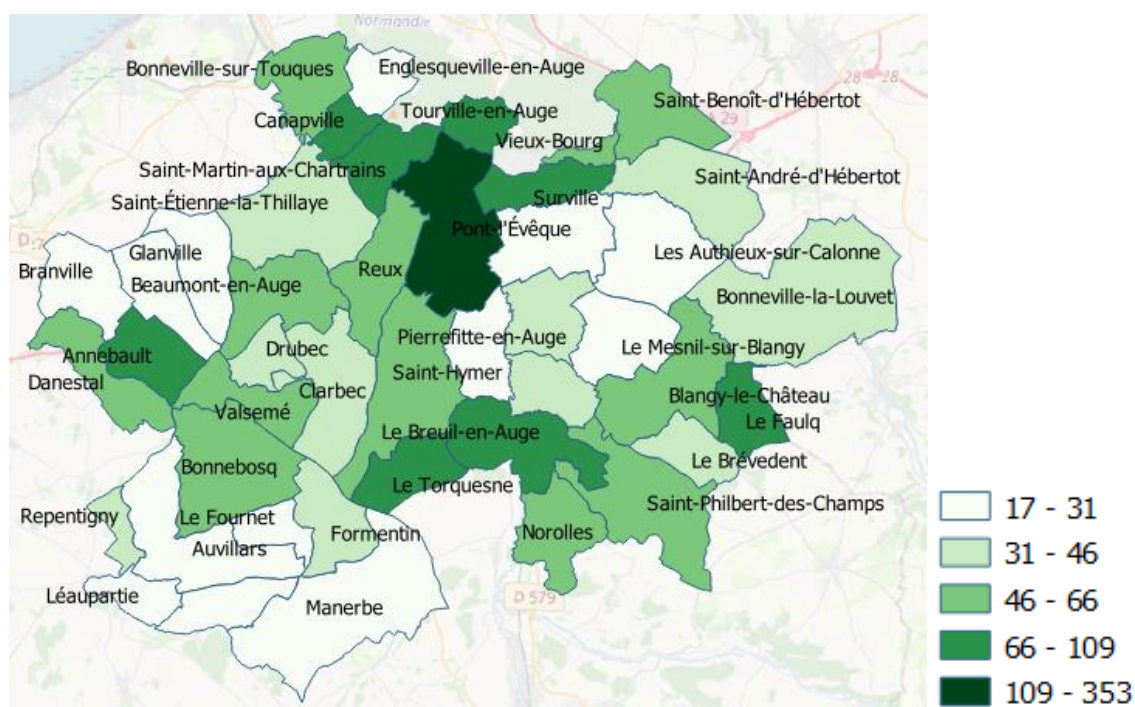 Normandie
Bonneville-sur-Touques
Englesqueville-en-Auge
28 - 28
Saint-Benoît-d'Hébertot
Canapville
Tourville-en-Auge
A 29
Vieux-Bourg
Saint-Martin-aux-Chartrains
Saint-André-d'Hébertot
Saint-Étienne-la-Thillaye
Surville
Pont-l'Évêque
Glanville
Les Authieux-sur-Calonne
Branville
Reux
Beaumont-en-Auge
Bonneville-la-Louvet
Pierrefitte-en-Auge
Le Mesnil-sur-Blangy
Annebault
Drubec
Danestal
Saint-Hymer
Clarbec
Blangy-le-Château
Valsemé
Le Faulq
Le Breuil-en-Auge
Le Brévedent
Bonnebosq
Le Torquesne
Saint-Philbert-des-Champs
Repentigny
Le Fournet
Formentin
Norolles
Auvillars
Léaupartie
D 579
Manerbe
17 - 31
31 - 46
46 - 66
66 - 109
109 - 353